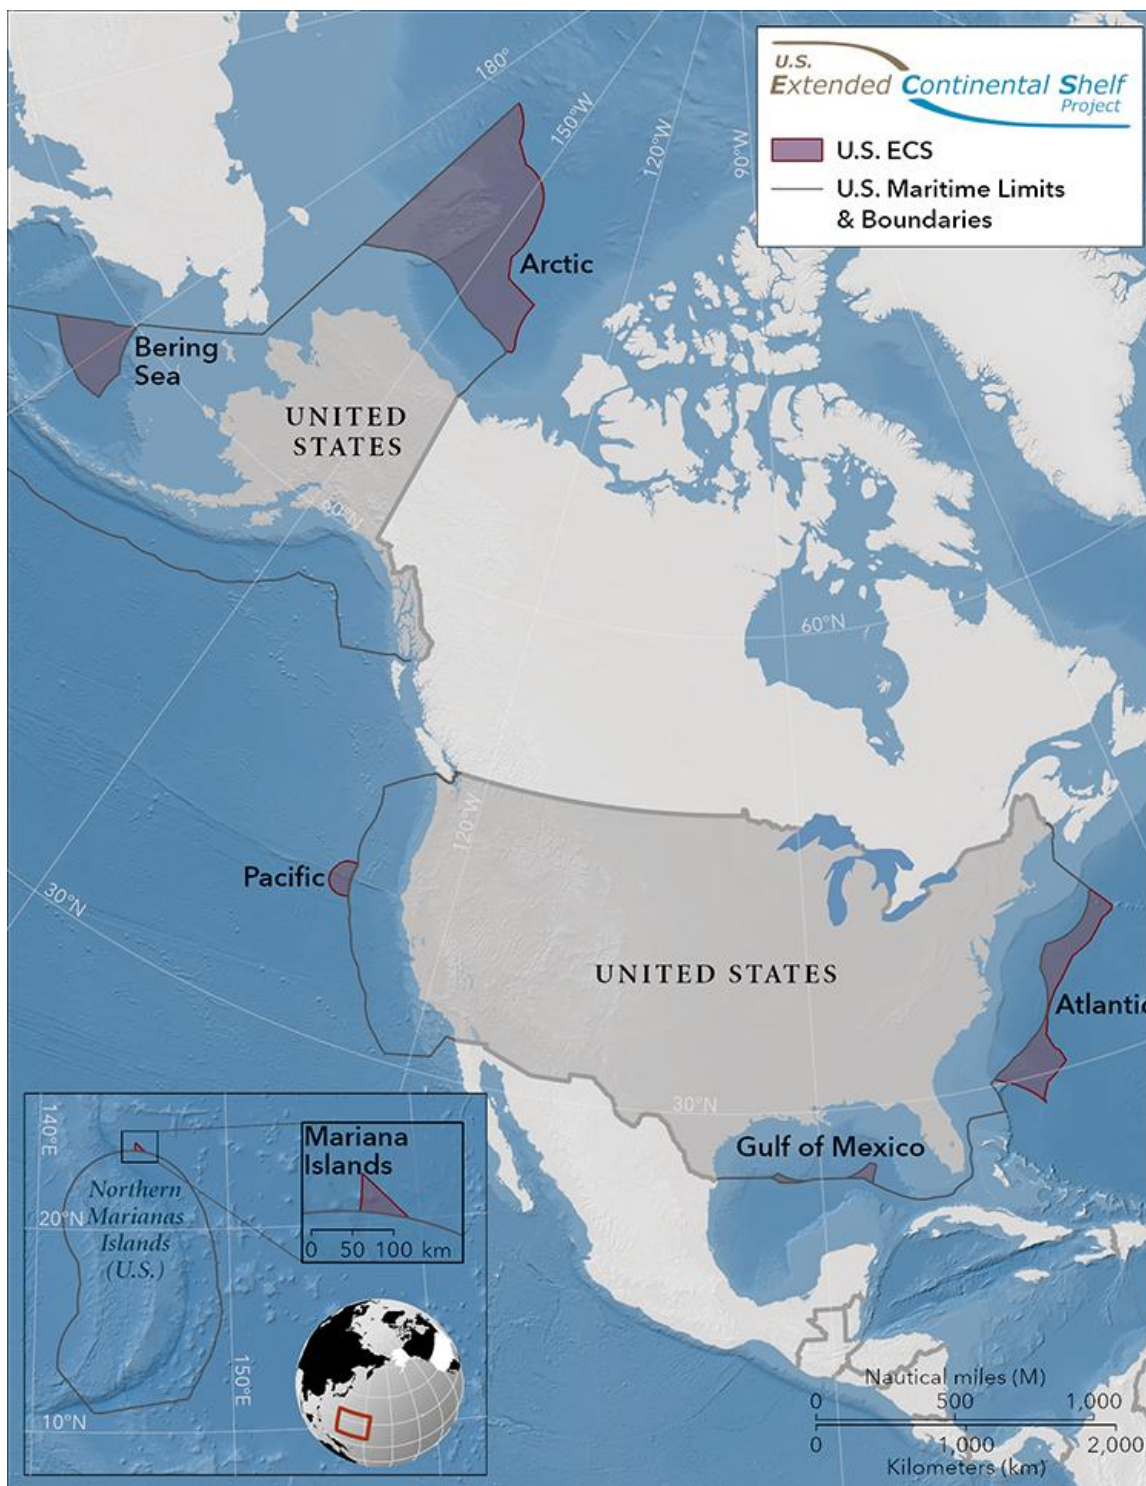 U.S.
Extended Continental Shelf
Project
U.S. ECS
U.S. Maritime Limits
& Boundaries
180°
150°W
120°W
90°W
Arctic
Bering
Sea
UNITED
STATES
60°N
60°N
120°W
Pacific
30°N
UNITED STATES
Atlantic
30°N
Gulf of Mexico
140°E
Mariana
Islands
0 50 100 km
Northern
Marianas
Islands
(U.S.)
20°N
150°E
10°N
Nautical miles (M)
0 500 1,000
0 1,000 2,000
Kilometers (km)